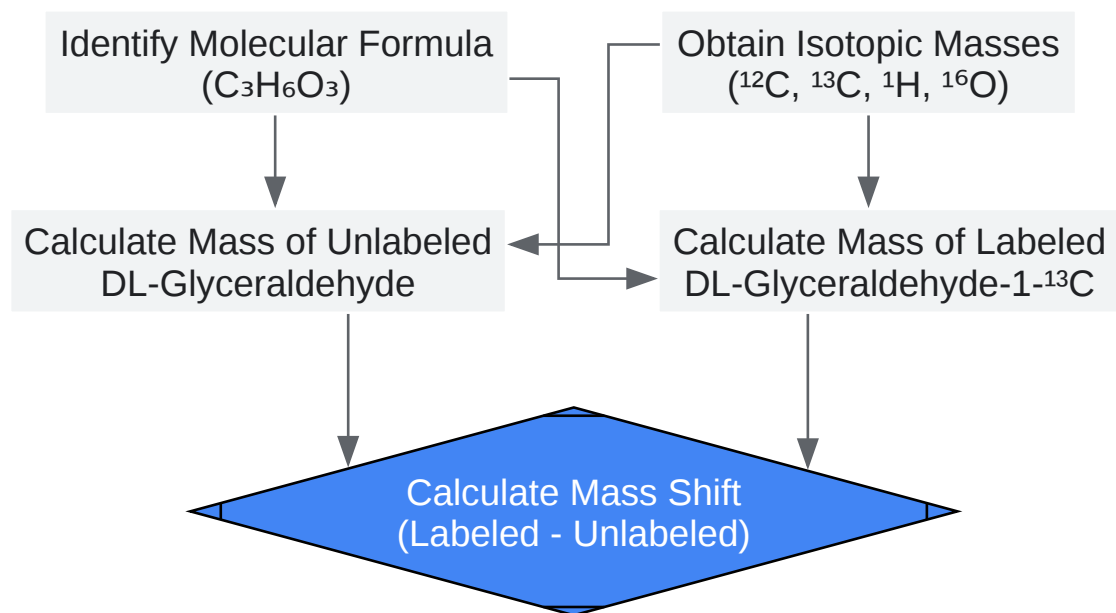 Identify Molecular Formula
(C₃H₆O₃)
Obtain Isotopic Masses
(¹²C, ¹³C, ¹H, ¹⁶O)
Calculate Mass of Unlabeled
DL-Glyceraldehyde
Calculate Mass of Labeled
DL-Glyceraldehyde-1-¹³C
Calculate Mass Shift
(Labeled - Unlabeled)